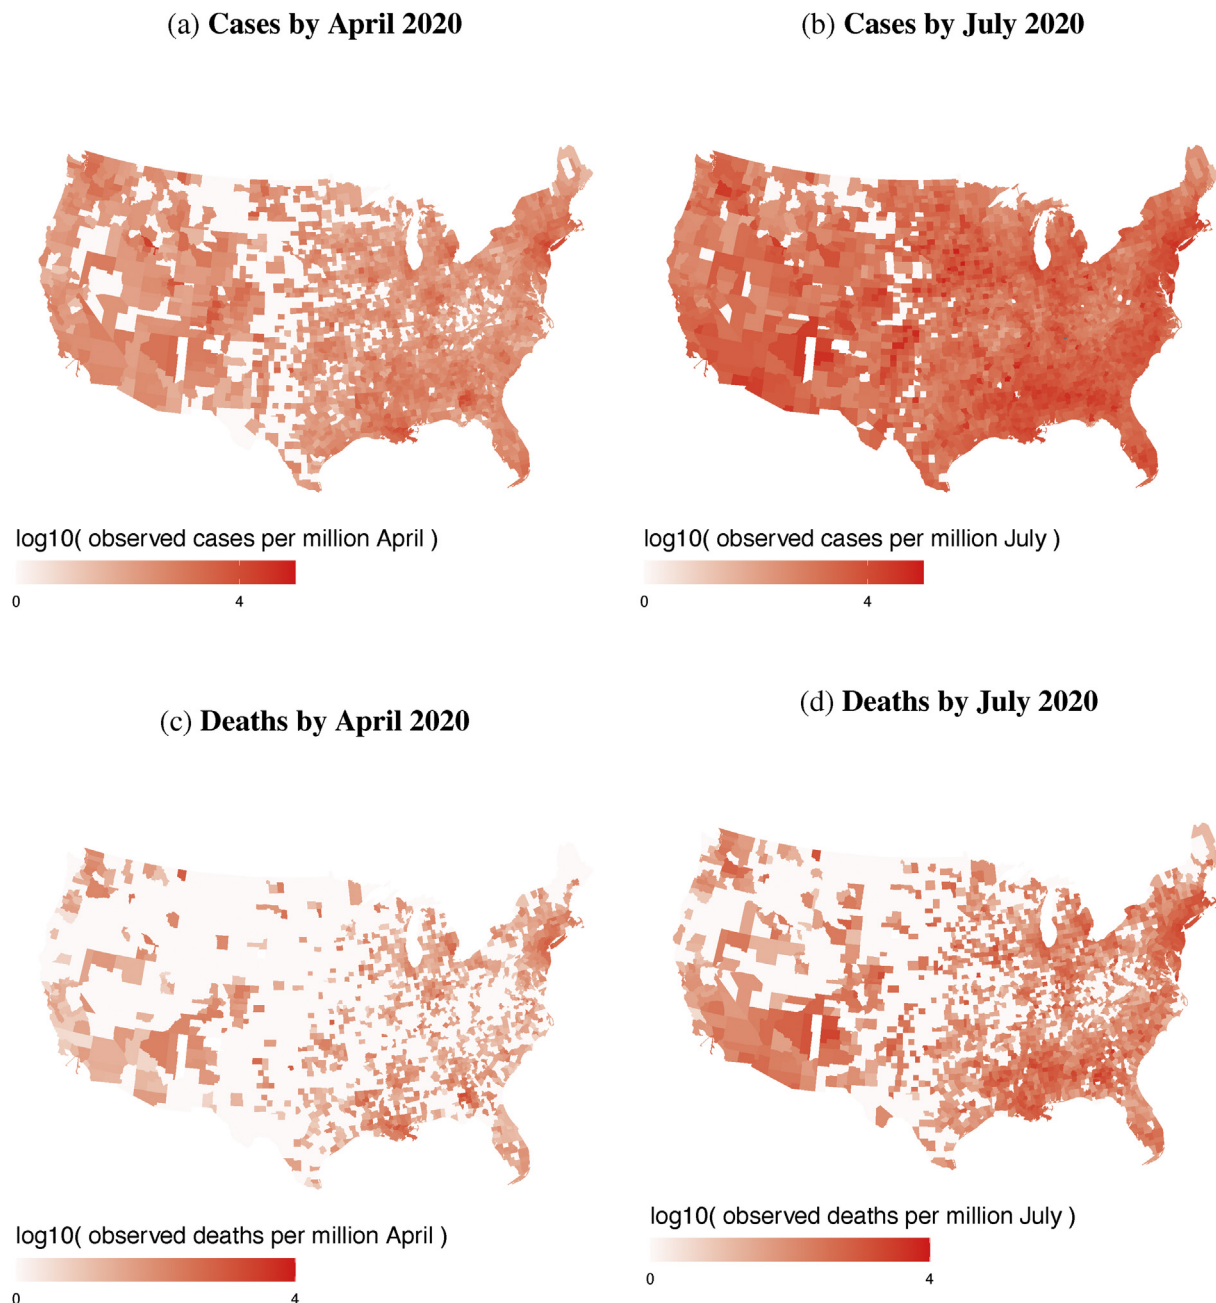 (a) Cases by April 2020
(b) Cases by July 2020
log10( observed cases per million April )
0 4
log10( observed cases per million July )
0 4
(c) Deaths by April 2020
(d) Deaths by July 2020
log10( observed deaths per million April )
0 4
log10( observed deaths per million July )
0 4